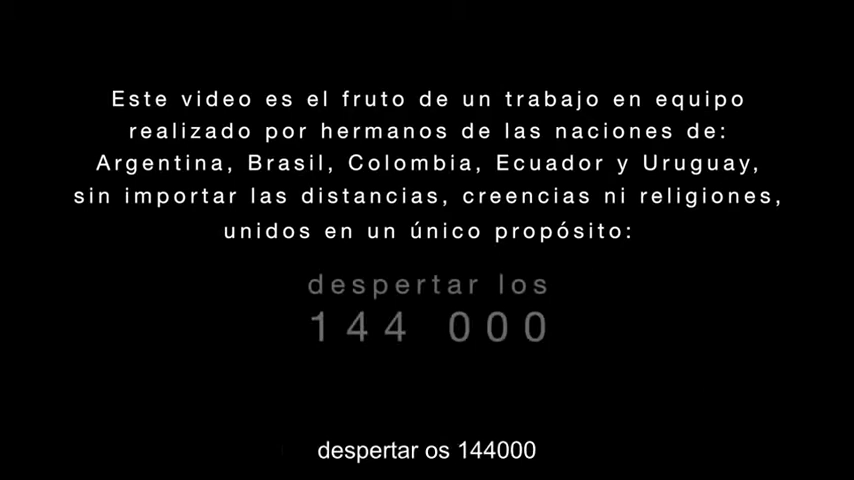 Este video es el fruto de un trabajo en equipo
realizado por hermanos de las naciones de:
Argentina, Brasil, Colombia, Ecuador y Uruguay,
sin importar las distancias, creencias ni religiones,
unidos en un único propósito:
despertar los
144 000
despertar os 144000